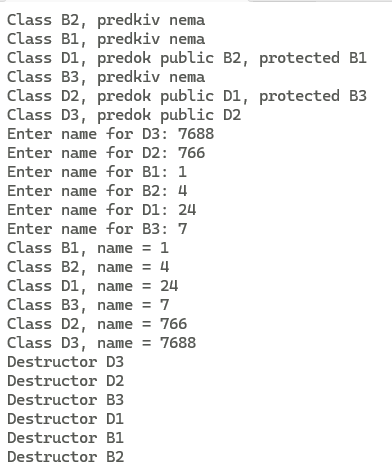 Class B2, predkiv nema
Class B1, predkiv nema
Class D1, predok public B2, protected B1
Class B3, predkiv nema
Class D2, predok public D1, protected B3
Class D3, predok public D2
Enter name for D3: 7688
Enter name for D2: 766
Enter name for B1: 1
Enter name for B2: 4
Enter name for D1: 24
Enter name for B3: 7
Class B1, name = 1
Class B2, name = 4
Class D1, name = 24
Class B3, name = 7
Class D2, name = 766
Class D3, name = 7688
Destructor D3
Destructor D2
Destructor B3
Destructor D1
Destructor B1
Destructor B2